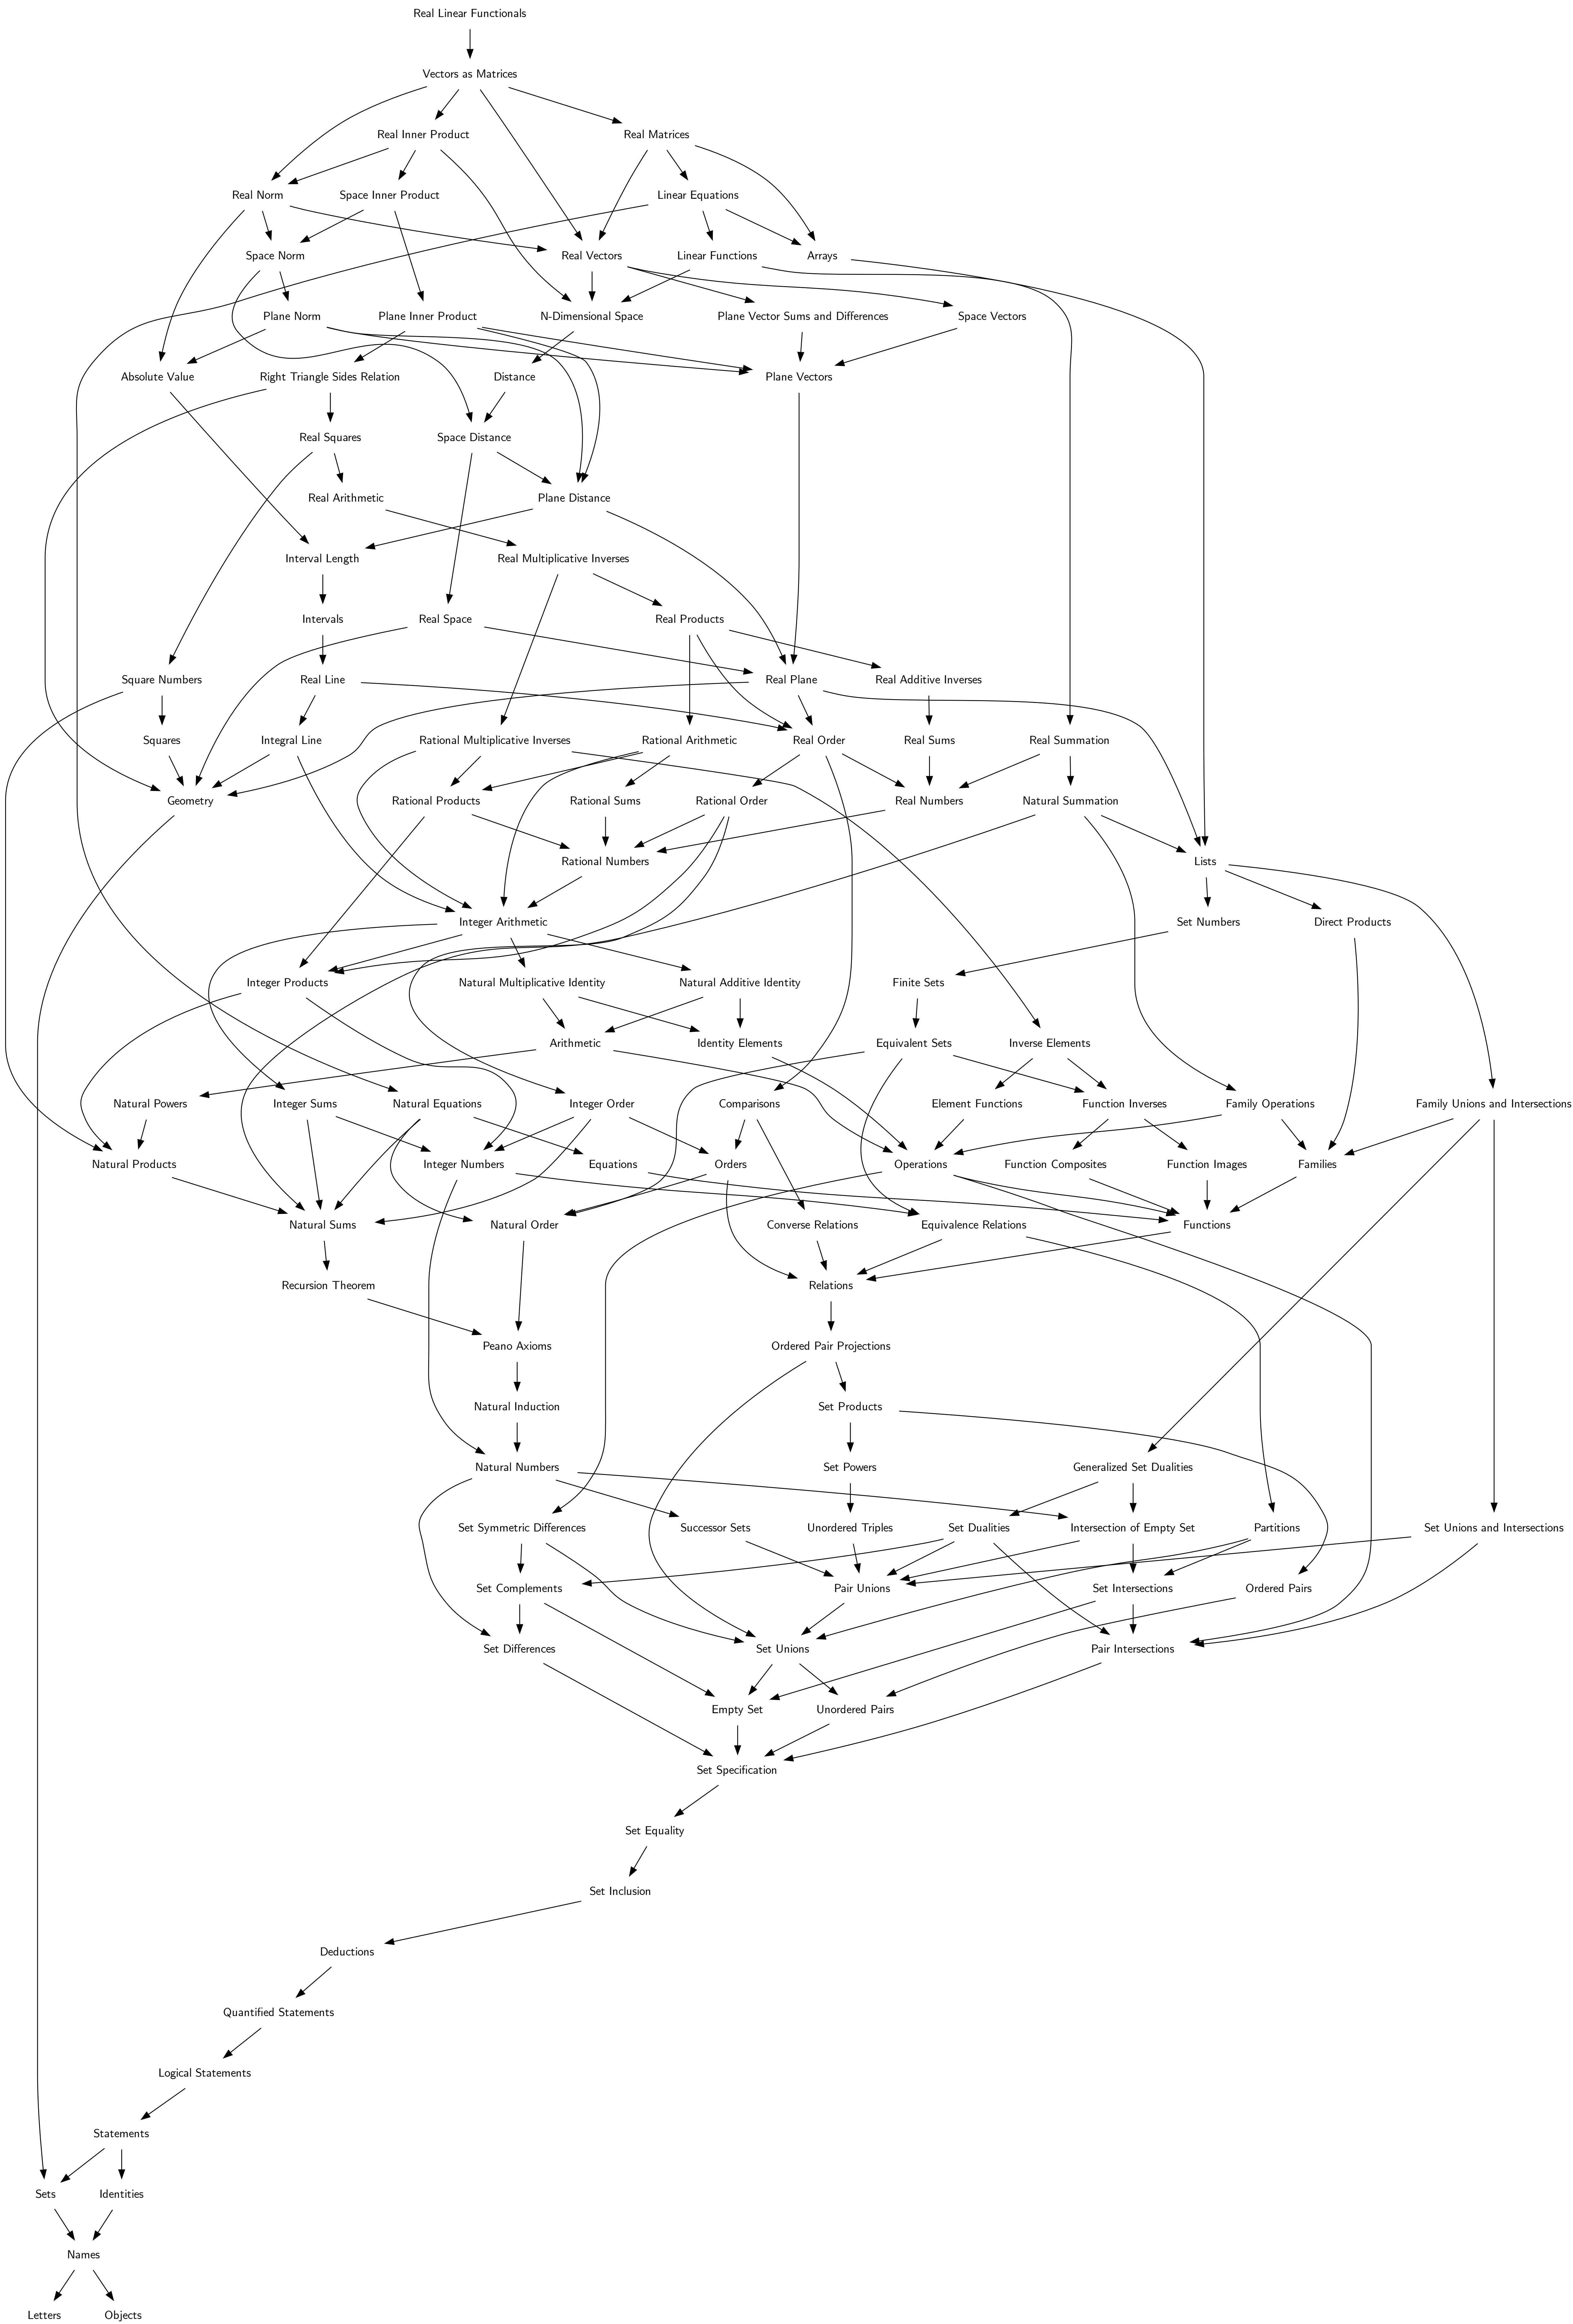 Real Linear Functionals
Vectors as Matrices
Real Inner Product
Real Matrices
Real Norm
Space Inner Product
Linear Equations
Space Norm
Real Vectors
Linear Functions
Arrays
Plane Norm
Plane Inner Product
N-Dimensional Space
Plane Vector Sums and Differences
Space Vectors
Absolute Value
Right Triangle Sides Relation
Distance
Plane Vectors
Real Squares
Space Distance
Real Arithmetic
Plane Distance
Interval Length
Real Multiplicative Inverses
Intervals
Real Space
Real Products
Square Numbers
Real Line
Real Plane
Real Additive Inverses
Squares
Integral Line
Rational Multiplicative Inverses
Rational Arithmetic
Real Order
Real Sums
Real Summation
Geometry
Rational Products
Rational Sums
Rational Order
Real Numbers
Natural Summation
Rational Numbers
Lists
Integer Arithmetic
Set Numbers
Direct Products
Integer Products
Natural Multiplicative Identity
Natural Additive Identity
Finite Sets
Arithmetic
Identity Elements
Equivalent Sets
Inverse Elements
Natural Powers
Integer Sums
Natural Equations
Integer Order
Comparisons
Element Functions
Function Inverses
Family Operations
Family Unions and Intersections
Natural Products
Integer Numbers
Equations
Orders
Operations
Function Composites
Function Images
Families
Natural Sums
Natural Order
Converse Relations
Equivalence Relations
Functions
Recursion Theorem
Relations
Peano Axioms
Ordered Pair Projections
Natural Induction
Set Products
Natural Numbers
Set Powers
Generalized Set Dualities
Set Symmetric Differences
Successor Sets
Unordered Triples
Set Dualities
Intersection of Empty Set
Partitions
Set Unions and Intersections
Set Complements
Pair Unions
Set Intersections
Ordered Pairs
Set Differences
Set Unions
Pair Intersections
Empty Set
Unordered Pairs
Set Specification
Set Equality
Set Inclusion
Deductions
Quantified Statements
Logical Statements
Statements
Sets
Identities
Names
Letters
Objects